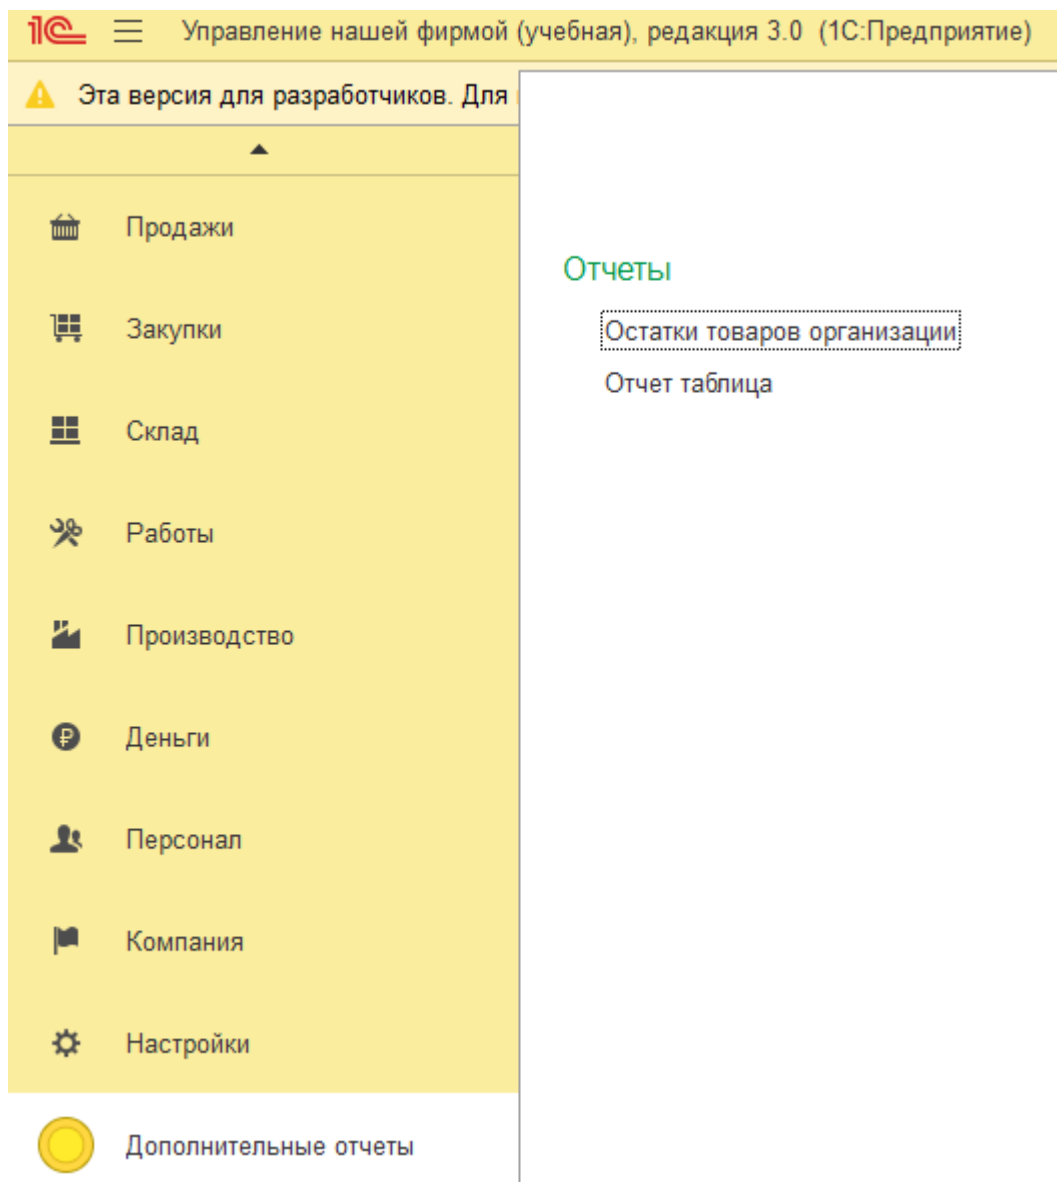 1С Управление нашей фирмой (учебная), редакция 3.0 (1С:Предприятие)
Эта версия для разработчиков. Для
Продажи
Закупки
Склад
Работы
Производство
Деньги
Персонал
Компания
Настройки
Дополнительные отчеты
Отчеты
Остатки товаров организации
Отчет таблица